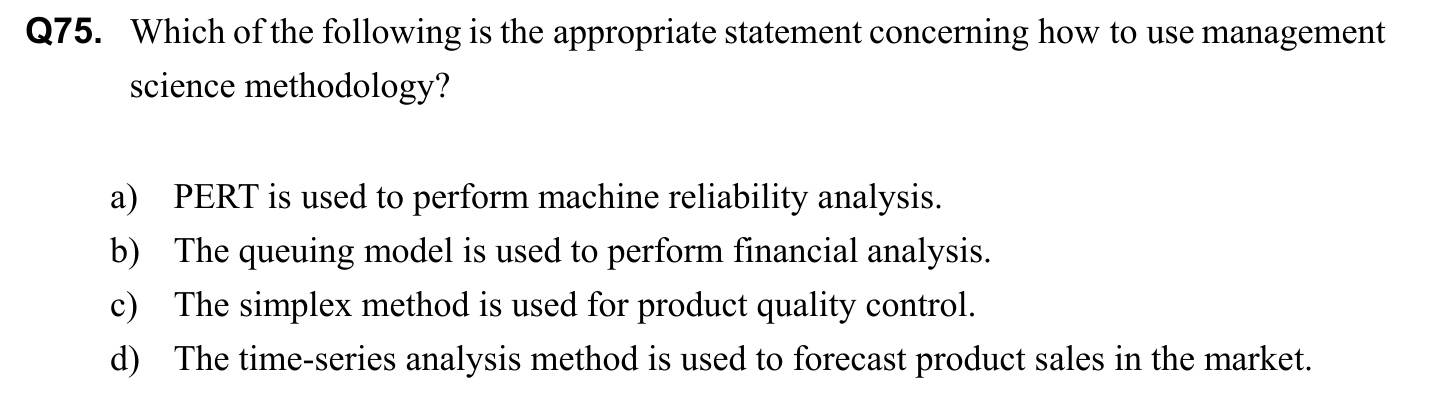 Q75. Which of the following is the appropriate statement concerning how to use management
science methodology?
a) PERT is used to perform machine reliability analysis.
b) The queuing model is used to perform financial analysis.
c) The simplex method is used for product quality control.
d) The time-series analysis method is used to forecast product sales in the market.